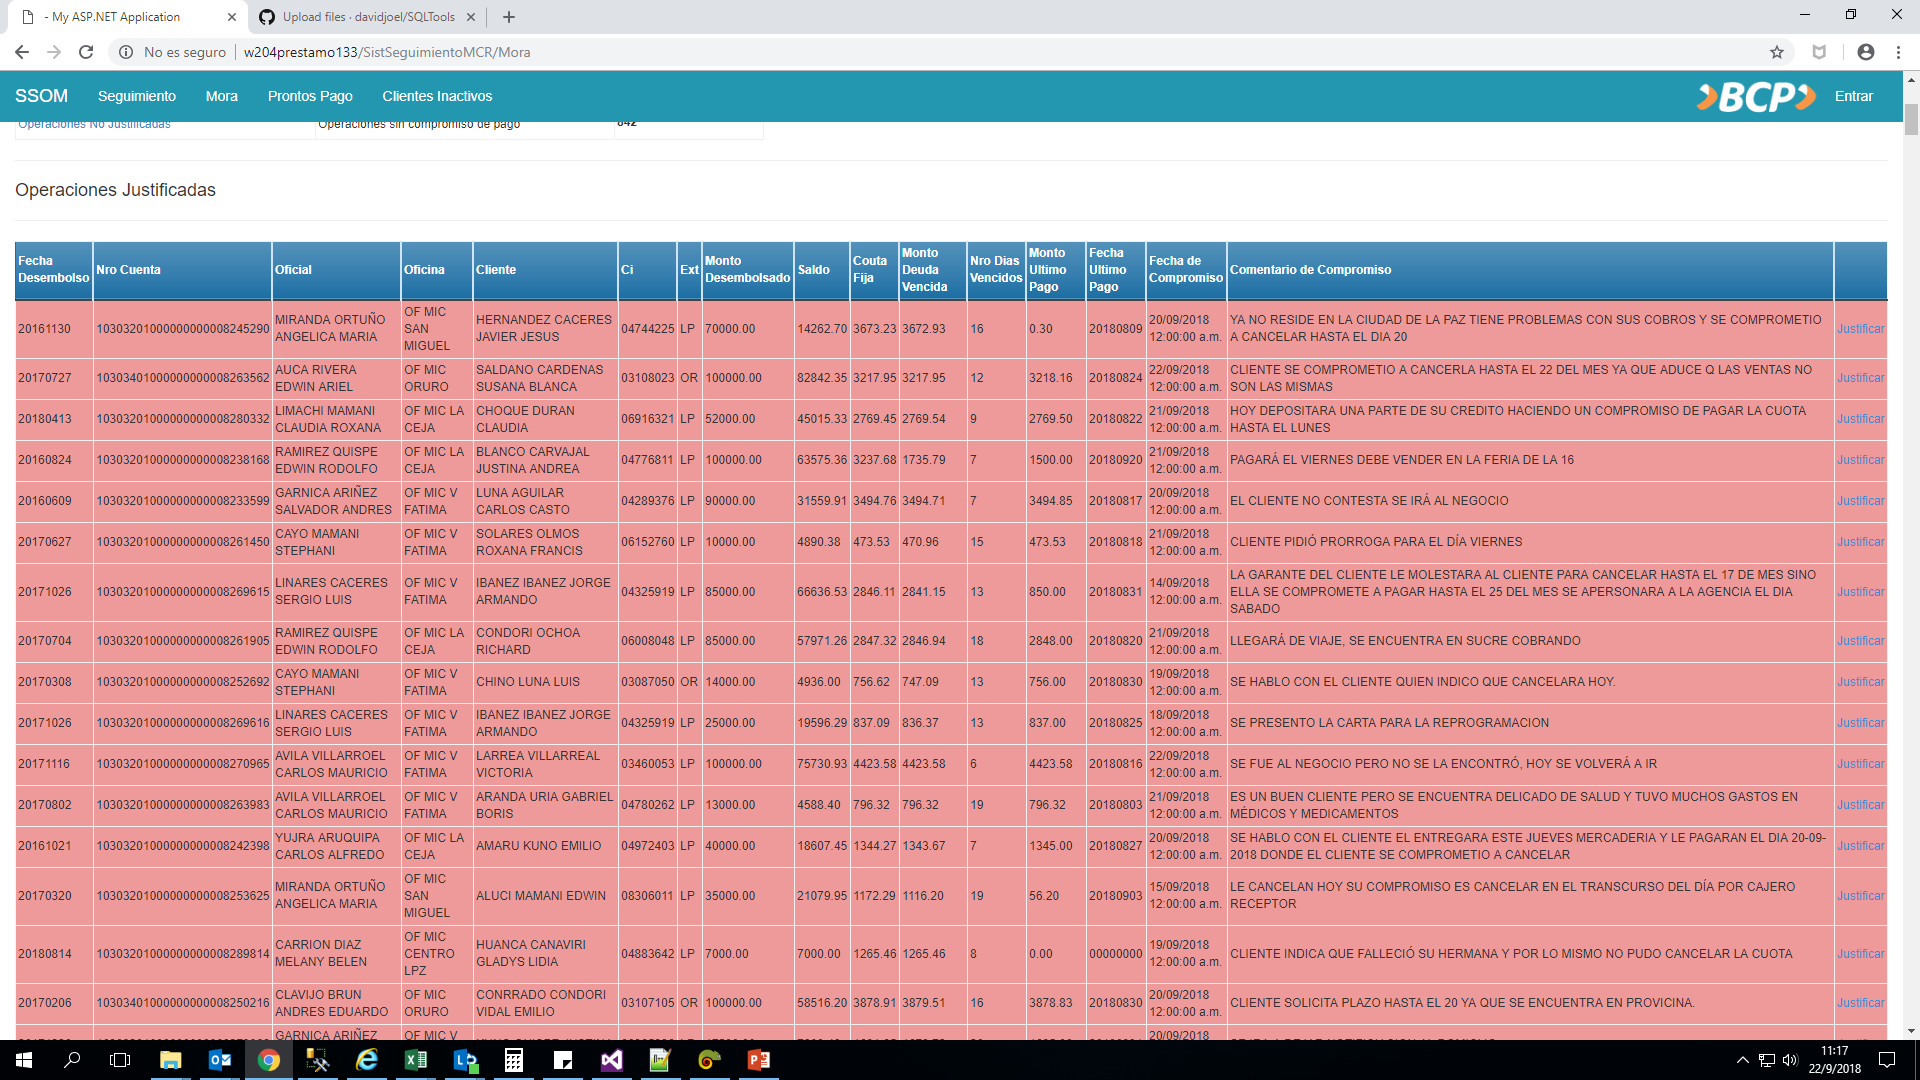 - My ASP.NET Application
Upload files · davidjoel/SQLTools
No es seguro
w204prestamo133/SistSeguimientoMCR/Mora
SSOM Seguimiento Mora Prontos Pago Clientes Inactivos BCP Entrar
Operaciones No Justificadas Operaciones sin compromiso de pago 842
Operaciones Justificadas
Fecha Desembolso Nro Cuenta Oficial Oficina Cliente Ci Ext Monto Desembolsado Saldo Couta Fija Monto Deuda Vencida Nro Dias Vencidos Monto Ultimo Pago Fecha Ultimo Pago Fecha de Compromiso Comentario de Compromiso
20161130 10303201000000000008245290 MIRANDA ORTUÑO ANGELICA MARIA OF MIC SAN MIGUEL HERNANDEZ CACERES JAVIER JESUS 04744225 LP 70000.00 14262.70 3673.23 3672.93 16 0.30 20180809 20/09/2018 12:00:00 a.m. YA NO RESIDE EN LA CIUDAD DE LA PAZ TIENE PROBLEMAS CON SUS COBROS Y SE COMPROMETIO A CANCELAR HASTA EL DIA 20 Justificar
20170727 10303401000000000008263562 AUCA RIVERA EDWIN ARIEL OF MIC ORURO SALDANO CARDENAS SUSANA BLANCA 03108023 OR 100000.00 82842.35 3217.95 3217.95 12 3218.16 20180824 22/09/2018 12:00:00 a.m. CLIENTE SE COMPROMETIO A CANCERLA HASTA EL 22 DEL MES YA QUE ADUCE Q LAS VENTAS NO SON LAS MISMAS Justificar
20180413 10303201000000000008280332 LIMACHI MAMANI CLAUDIA ROXANA OF MIC LA CEJA CHOQUE DURAN CLAUDIA 06916321 LP 52000.00 45015.33 2769.45 2769.54 9 2769.50 20180822 21/09/2018 12:00:00 a.m. HOY DEPOSITARA UNA PARTE DE SU CREDITO HACIENDO UN COMPROMISO DE PAGAR LA CUOTA HASTA EL LUNES Justificar
20160824 10303201000000000008238168 RAMIREZ QUISPE EDWIN RODOLFO OF MIC LA CEJA BLANCO CARVAJAL JUSTINA ANDREA 04776811 LP 100000.00 63575.36 3237.68 1735.79 7 1500.00 20180920 21/09/2018 12:00:00 a.m. PAGARÁ EL VIERNES DEBE VENDER EN LA FERIA DE LA 16 Justificar
20160609 10303201000000000008233599 GARNICA ARIÑEZ SALVADOR ANDRES OF MIC V FATIMA LUNA AGUILAR CARLOS CASTO 04289376 LP 90000.00 31559.91 3494.76 3494.71 7 3494.85 20180817 20/09/2018 12:00:00 a.m. EL CLIENTE NO CONTESTA SE IRÁ AL NEGOCIO Justificar
20170627 10303201000000000008261450 CAYO MAMANI STEPHANI OF MIC V FATIMA SOLARES OLMOS ROXANA FRANCIS 06152760 LP 10000.00 4890.38 473.53 470.96 15 473.53 20180818 21/09/2018 12:00:00 a.m. CLIENTE PIDIÓ PRORROGA PARA EL DÍA VIERNES Justificar
20171026 10303201000000000008269615 LINARES CACERES SERGIO LUIS OF MIC V FATIMA IBANEZ IBANEZ JORGE ARMANDO 04325919 LP 85000.00 66636.53 2846.11 2841.15 13 850.00 20180831 14/09/2018 12:00:00 a.m. LA GARANTE DEL CLIENTE LE MOLESTARA AL CLIENTE PARA CANCELAR HASTA EL 17 DE MES SINO ELLA SE COMPROMETE A PAGAR HASTA EL 25 DEL MES SE APERSONARA A LA AGENCIA EL DIA SABADO Justificar
20170704 10303201000000000008261905 RAMIREZ QUISPE EDWIN RODOLFO OF MIC LA CEJA CONDORI OCHOA RICHARD 06008048 LP 85000.00 57971.26 2847.32 2846.94 18 2848.00 20180820 21/09/2018 12:00:00 a.m. LLEGARÁ DE VIAJE, SE ENCUENTRA EN SUCRE COBRANDO Justificar
20170308 10303201000000000008252692 CAYO MAMANI STEPHANI OF MIC V FATIMA CHINO LUNA LUIS 03087050 OR 14000.00 4936.00 756.62 747.09 13 756.00 20180830 19/09/2018 12:00:00 a.m. SE HABLO CON EL CLIENTE QUIEN INDICO QUE CANCELARA HOY. Justificar
20171026 10303201000000000008269616 LINARES CACERES SERGIO LUIS OF MIC V FATIMA IBANEZ IBANEZ JORGE ARMANDO 04325919 LP 25000.00 19596.29 837.09 836.37 13 837.00 20180825 18/09/2018 12:00:00 a.m. SE PRESENTO LA CARTA PARA LA REPROGRAMACION Justificar
20171116 10303201000000000008270965 AVILA VILLARROEL CARLOS MAURICIO OF MIC V FATIMA LARREA VILLARREAL VICTORIA 03460053 LP 100000.00 75730.93 4423.58 4423.58 6 4423.58 20180816 22/09/2018 12:00:00 a.m. SE FUE AL NEGOCIO PERO NO SE LA ENCONTRÓ, HOY SE VOLVERÁ A IR Justificar
20170802 10303201000000000008263983 AVILA VILLARROEL CARLOS MAURICIO OF MIC V FATIMA ARANDA URIA GABRIEL BORIS 04780262 LP 13000.00 4588.40 796.32 796.32 19 796.32 20180803 21/09/2018 12:00:00 a.m. ES UN BUEN CLIENTE PERO SE ENCUENTRA DELICADO DE SALUD Y TUVO MUCHOS GASTOS EN MÉDICOS Y MEDICAMENTOS Justificar
20161021 10303201000000000008242398 YUJRA ARUQUIPA CARLOS ALFREDO OF MIC LA CEJA AMARU KUNO EMILIO 04972403 LP 40000.00 18607.45 1344.27 1343.67 7 1345.00 20180827 20/09/2018 12:00:00 a.m. SE HABLO CON EL CLIENTE EL ENTREGARA ESTE JUEVES MERCADERIA Y LE PAGARAN EL DIA 20-09-2018 DONDE EL CLIENTE SE COMPROMETIO A CANCELAR Justificar
20170320 10303201000000000008253625 MIRANDA ORTUÑO ANGELICA MARIA OF MIC SAN MIGUEL ALUCI MAMANI EDWIN 08306011 LP 35000.00 21079.95 1172.29 1116.20 19 56.20 20180903 15/09/2018 12:00:00 a.m. LE CANCELAN HOY SU COMPROMISO ES CANCELAR EN EL TRANSCURSO DEL DÍA POR CAJERO RECEPTOR Justificar
20180814 10303201000000000008289814 CARRION DIAZ MELANY BELEN OF MIC CENTRO LPZ HUANCA CANAVIRI GLADYS LIDIA 04883642 LP 7000.00 7000.00 1265.46 1265.46 8 0.00 00000000 19/09/2018 12:00:00 a.m. CLIENTE INDICA QUE FALLECIÓ SU HERMANA Y POR LO MISMO NO PUDO CANCELAR LA CUOTA Justificar
20170206 10303401000000000008250216 CLAVIJO BRUN ANDRES EDUARDO OF MIC ORURO CONRRADO CONDORI VIDAL EMILIO 03107105 OR 100000.00 58516.20 3878.91 3879.51 16 3878.83 20180830 20/09/2018 12:00:00 a.m. CLIENTE SOLICITA PLAZO HASTA EL 20 YA QUE SE ENCUENTRA EN PROVICINA. Justificar
GARNICA ARIÑEZ OF MIC V 20/09/2018
11:17
22/9/2018